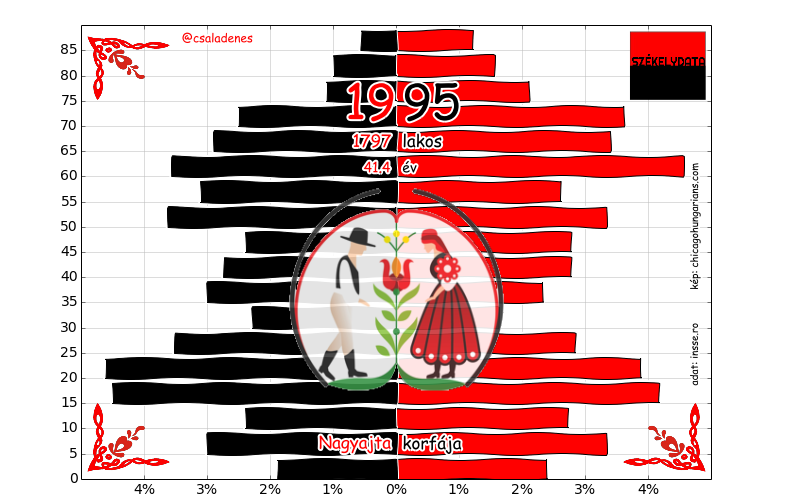 @csaladenes
SZÉKELYDATA
1995
1797 lakos
41,4 év
kép: chicagohungarians.com
adat: insse.ro
Nagyajta korfája
85
80
75
70
65
60
55
50
45
40
35
30
25
20
15
10
5
0
4% 3% 2% 1% 0% 1% 2% 3% 4%